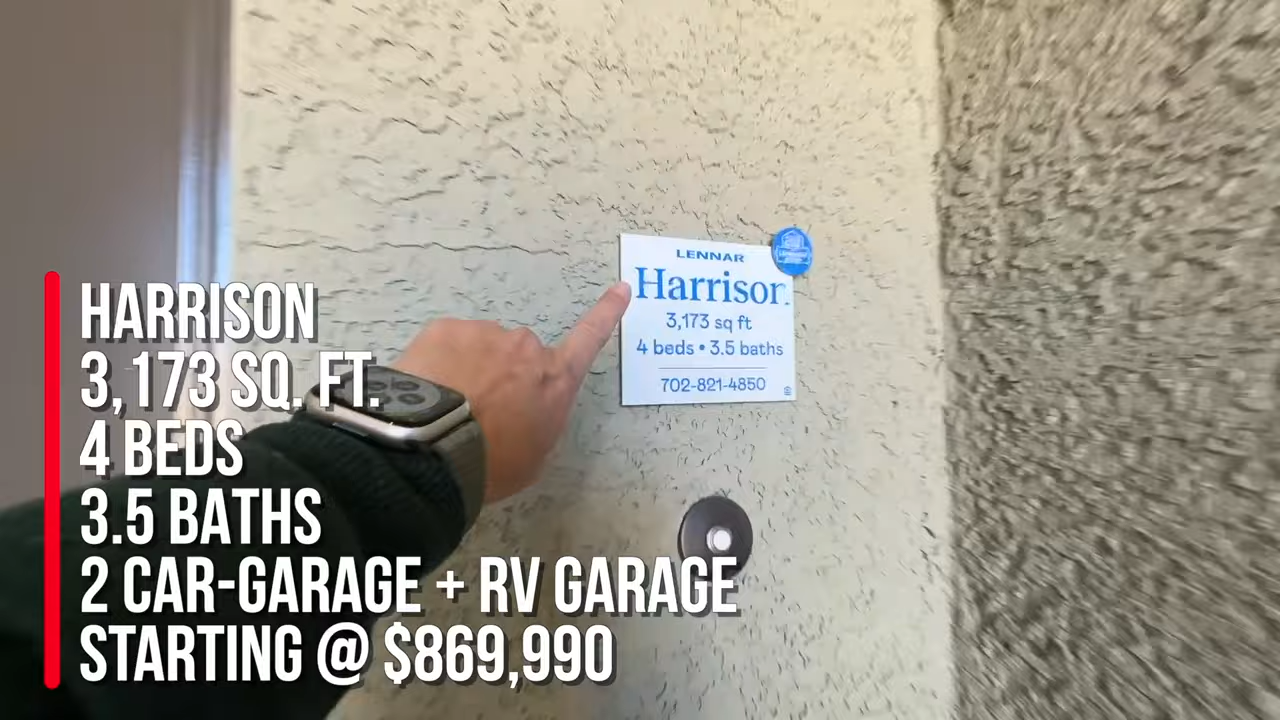 LENNAR
Harrison
3,173 sq ft
4 beds • 3.5 baths
702-821-4850
HARRISON
3,173 SQ. FT.
4 BEDS
3.5 BATHS
2 CAR-GARAGE + RV GARAGE
STARTING @ $869,990